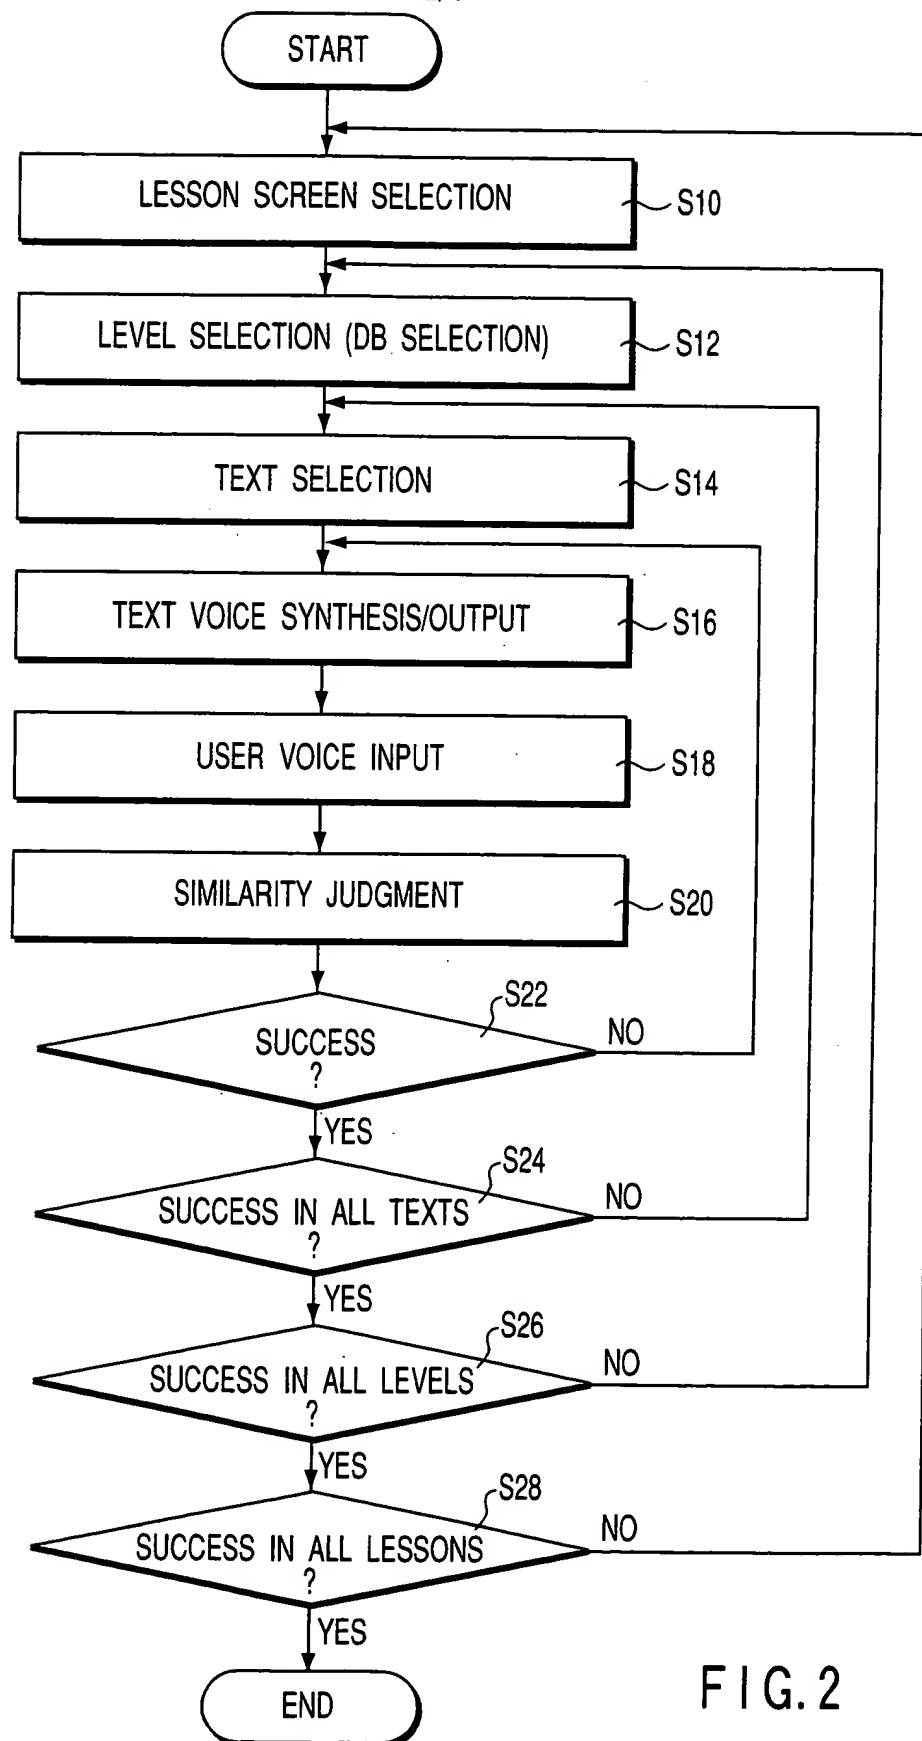 START
LESSON SCREEN SELECTION
S10
LEVEL SELECTION (DB SELECTION)
S12
TEXT SELECTION
S14
TEXT VOICE SYNTHESIS/OUTPUT
S16
USER VOICE INPUT
S18
SIMILARITY JUDGMENT
S20
S22
SUCCESS
?
NO
YES
S24
SUCCESS IN ALL TEXTS
?
NO
YES
S26
SUCCESS IN ALL LEVELS
?
NO
YES
S28
SUCCESS IN ALL LESSONS
?
NO
YES
END
FIG. 2